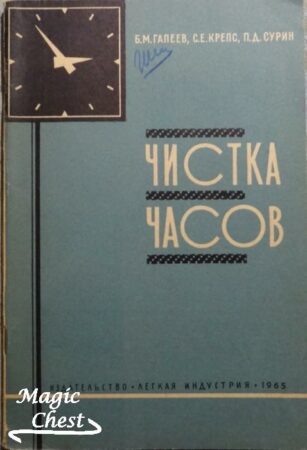 Б.М.ГАЛЕЕВ, С.Е.КРЕПС, П.Д.СУРИН
ЧИСТКА
ЧАСОВ
ИЗДАТЕЛЬСТВО • ЛЕГКАЯ ИНДУСТРИЯ • 1965
Magic
Chest